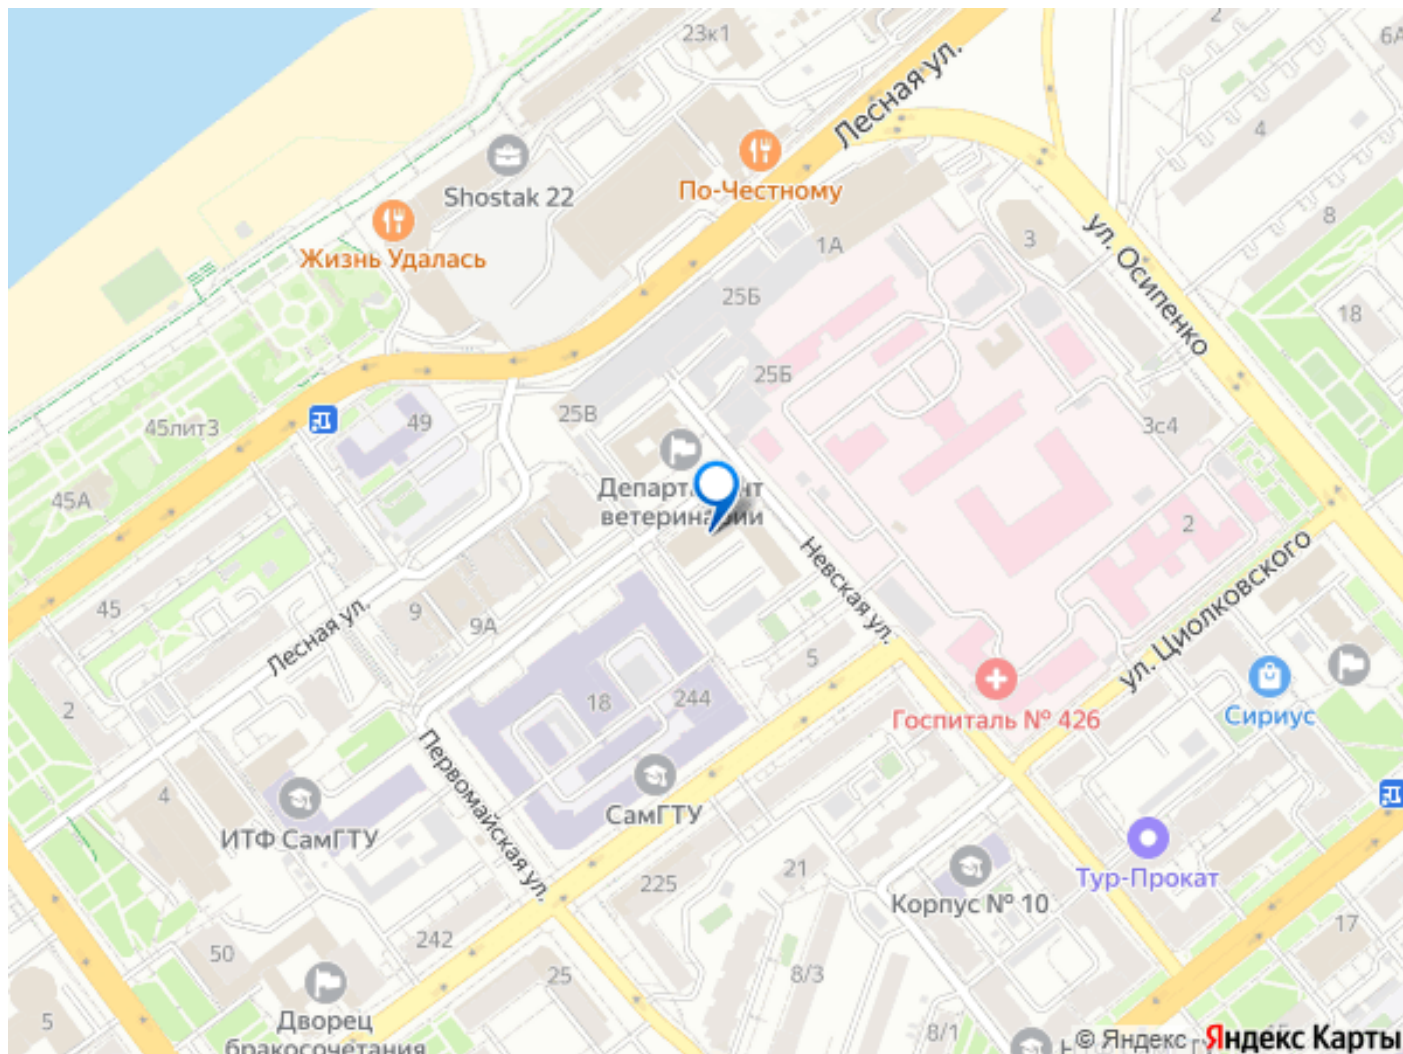 23к1
2
6А
Лесная ул.
Shostak 22
По-Честному
4
Жизнь Удалась
1А
3
ул. Осипенко
8
25Б
18
25Б
45лит3
49
25В
3с4
45А
Департамент
ветеринарии
2
Невская ул.
ул. Циолковского
45
Лесная ул.
9
9А
5
2
18
244
Госпиталь № 426
Сириус
Первомайская ул.
4
ИТФ СамГТУ
СамГТУ
Тур-Прокат
225
21
Корпус № 10
50
242
25
8/3
17
5
Дворец
бракосочетания
8/1
© Яндекс Яндекс Карты